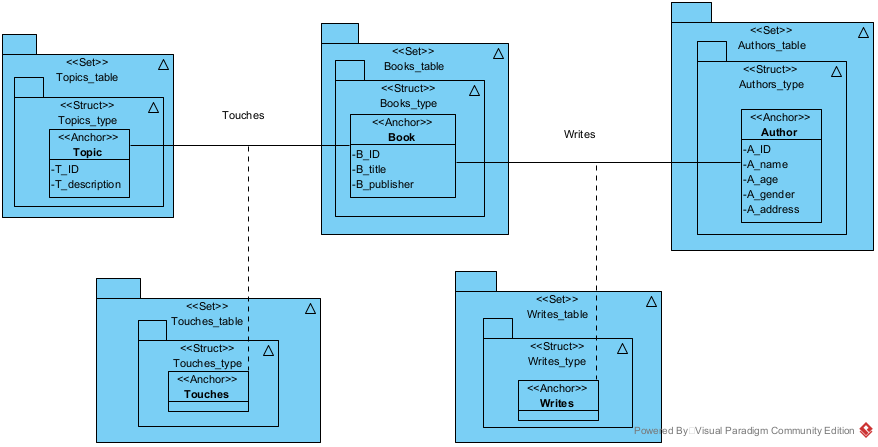 <<Set>>
Topics_table
<<Struct>>
Topics_type
<<Anchor>>
Topic
-T_ID
-T_description
Touches
<<Set>>
Books_table
<<Struct>>
Books_type
<<Anchor>>
Book
-B_ID
-B_title
-B_publisher
Writes
<<Set>>
Authors_table
<<Struct>>
Authors_type
<<Anchor>>
Author
-A_ID
-A_name
-A_age
-A_gender
-A_address
<<Set>>
Touches_table
<<Struct>>
Touches_type
<<Anchor>>
Touches
<<Set>>
Writes_table
<<Struct>>
Writes_type
<<Anchor>>
Writes
Powered By□Visual Paradigm Community Edition